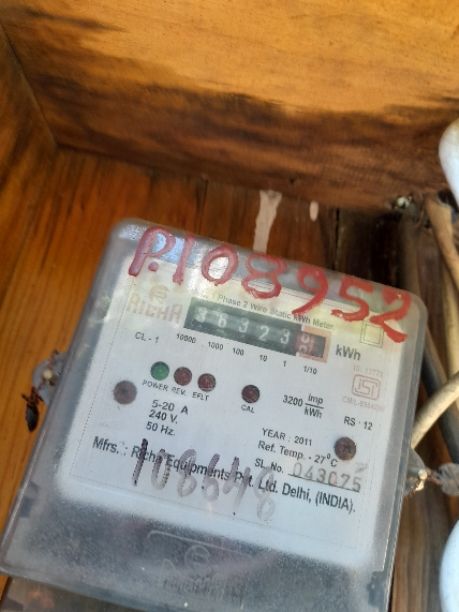 P.108952
RICHA
1 Phase 2 Wire Static kWh Meter
36323
kWh
CL - 1
10000 1000 100 10 1 1/10
POWER REV. EFLT
CAL
3200 imp/kWh
RS - 12
5-20 A
240 V.
50 Hz.
YEARː 2011
Ref. Temp. - 27°C
SL. No. 043075
Mfrs. : Richa Equipments Pvt. Ltd. Delhi, (INDIA).
108648